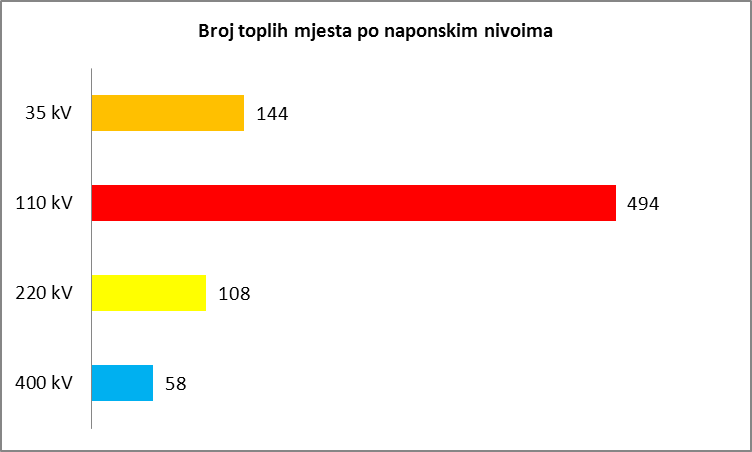 Broj toplih mjesta po naponskim nivoima
35 kV 144
110 kV 494
220 kV 108
400 kV 58